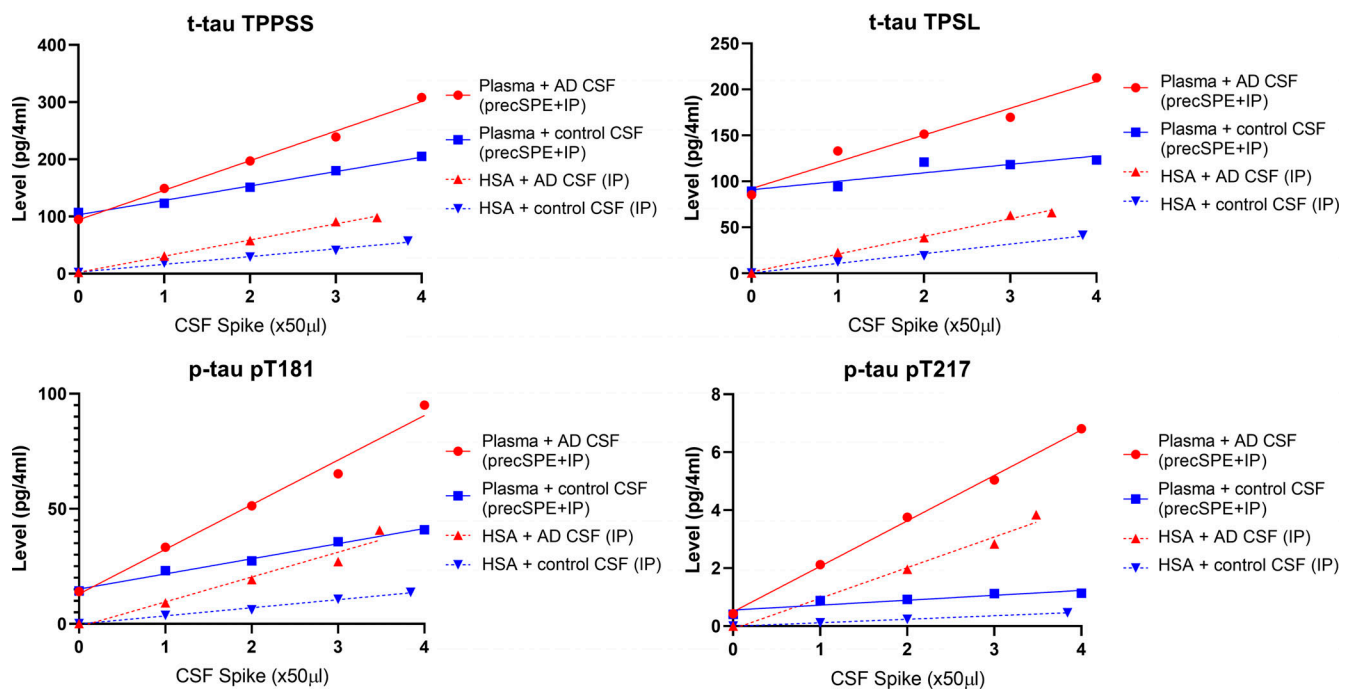 t-tau TPPSS
Level (pg/4ml)
400
300
200
100
0
0 1 2 3 4
CSF Spike (x50µl)
Plasma + AD CSF
(precSPE+IP)
Plasma + control CSF
(precSPE+IP)
HSA + AD CSF (IP)
HSA + control CSF (IP)
t-tau TPSL
Level (pg/4ml)
250
200
150
100
50
0
0 1 2 3 4
CSF Spike (x50µl)
Plasma + AD CSF
(precSPE+IP)
Plasma + control CSF
(precSPE+IP)
HSA + AD CSF (IP)
HSA + control CSF (IP)
p-tau pT181
Level (pg/4ml)
100
50
0
0 1 2 3 4
CSF Spike (x50µl)
Plasma + AD CSF
(precSPE+IP)
Plasma + control CSF
(precSPE+IP)
HSA + AD CSF (IP)
HSA + control CSF (IP)
p-tau pT217
Level (pg/4ml)
8
6
4
2
0
0 1 2 3 4
CSF Spike (x50µl)
Plasma + AD CSF
(precSPE+IP)
Plasma + control CSF
(precSPE+IP)
HSA + AD CSF (IP)
HSA + control CSF (IP)